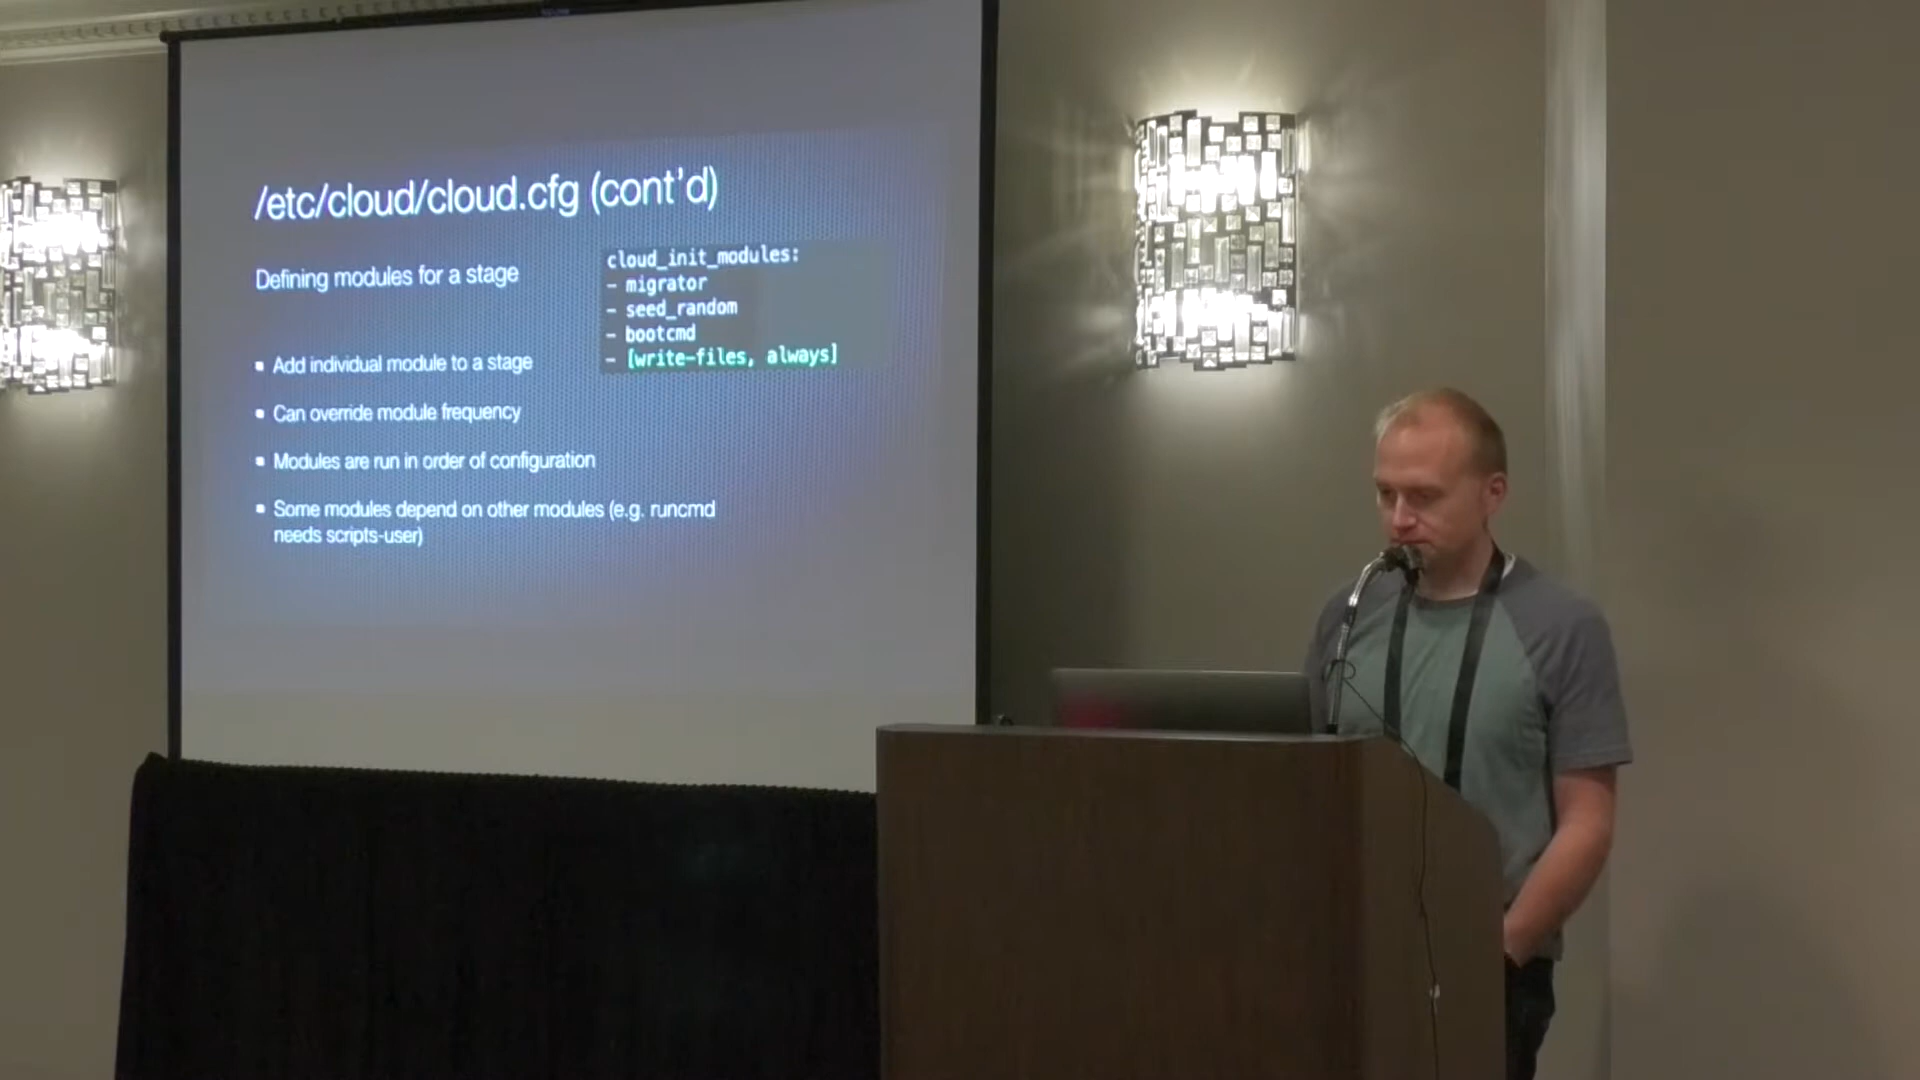 /etc/cloud/cloud.cfg (cont'd)
Defining modules for a stage
▪ Add individual module to a stage
▪ Can override module frequency
▪ Modules are run in order of configuration
▪ Some modules depend on other modules (e.g. runcmd
needs scripts-user)
cloud_init_modules:
- migrator
- seed_random
- bootcmd
- [write-files, always]